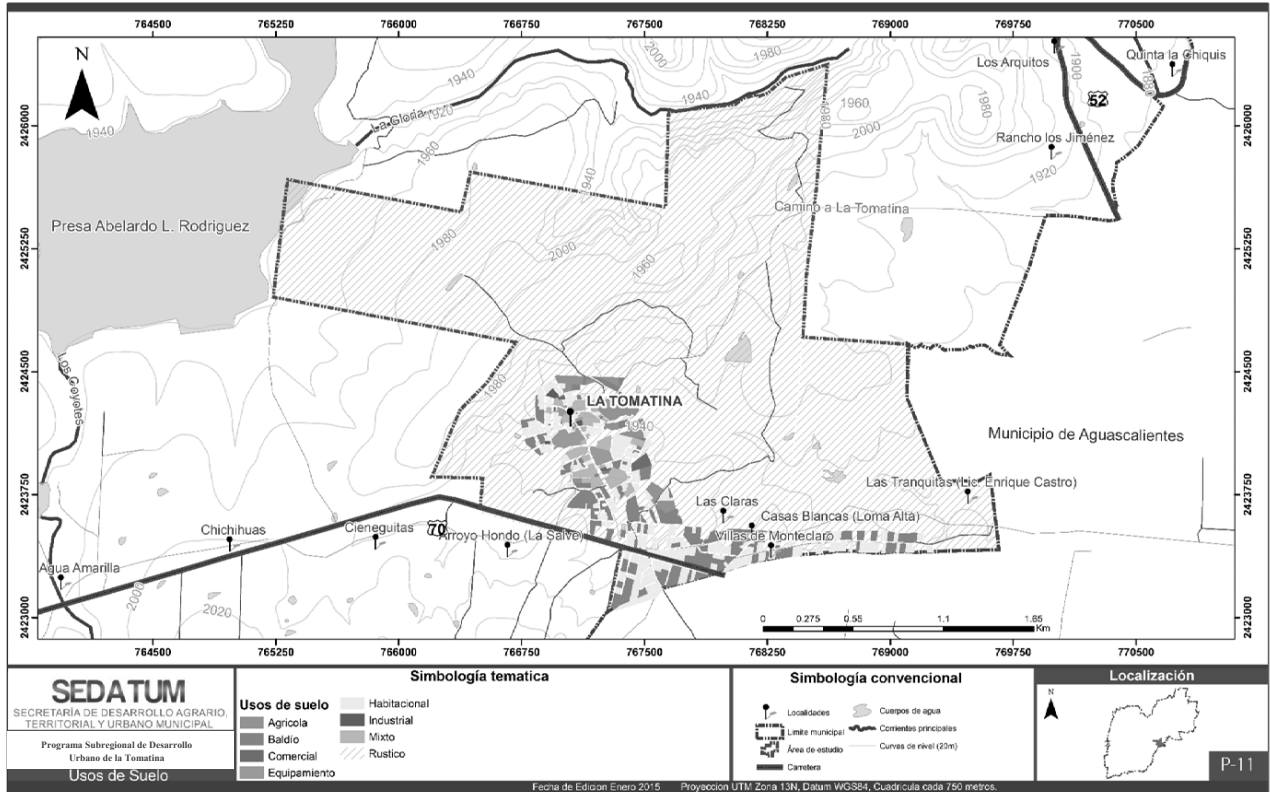 764500 765250 766000 766750 767500 768250 769000 769750 770500
N
2426000
2425250
2424500
2423750
2423000
2426000
2425250
2424500
2423750
2423000
2000
1980
1940
1940
1920
La Gloria
1940
1960
1940
1980
1960
2000
1980
1900
1880
Los Arquitos
Quinta la Chiquis
52
Rancho los Jiménez
1920
Camino a La Tomatina
Presa Abelardo L. Rodriguez
1980
2000
1960
Los Coyotes
1980
LA TOMATINA
1940
Municipio de Aguascalientes
Las Tranquitas (Lic. Enrique Castro)
Las Claras
Casas Blancas (Loma Alta)
Villas de Monteclaro
Chichihuas
Cieneguitas
70
Arroyo Hondo (La Salve)
Agua Amarilla
2000
2020
0 0.275 0.55 1.1 1.65
Km
764500 765250 766000 766750 767500 768250 769000 769750 770500
SEDATUM
SECRETARÍA DE DESARROLLO AGRARIO,
TERRITORIAL Y URBANO MUNICIPAL
Programa Subregional de Desarrollo
Urbano de la Tomatina
Usos de Suelo
Simbología tematica
Usos de suelo
Agricola
Baldío
Comercial
Equipamiento
Habitacional
Industrial
Mixto
Rustico
Simbología convencional
Localidades
Limite municipal
Área de estudio
Carretera
Cuerpos de agua
Corrientes principales
Curvas de nivel (20m)
Localización
N
P-11
Fecha de Edicion Enero 2015 Proyeccion UTM Zona 13N, Datum WGS84, Cuadricula cada 750 metros.